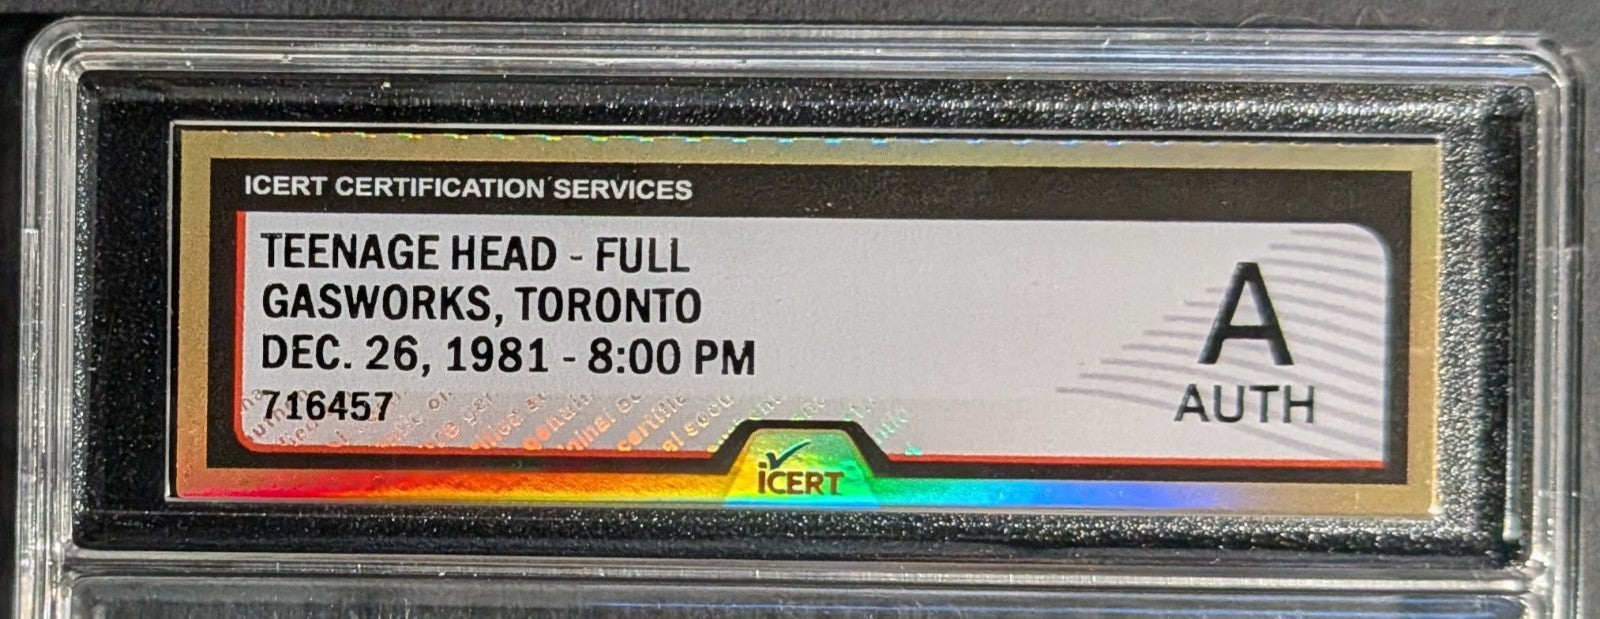 ICERT CERTIFICATION SERVICES
TEENAGE HEAD - FULL
GASWORKS, TORONTO
DEC. 26, 1981 - 8:00 PM
716457
A
AUTH
iCERT